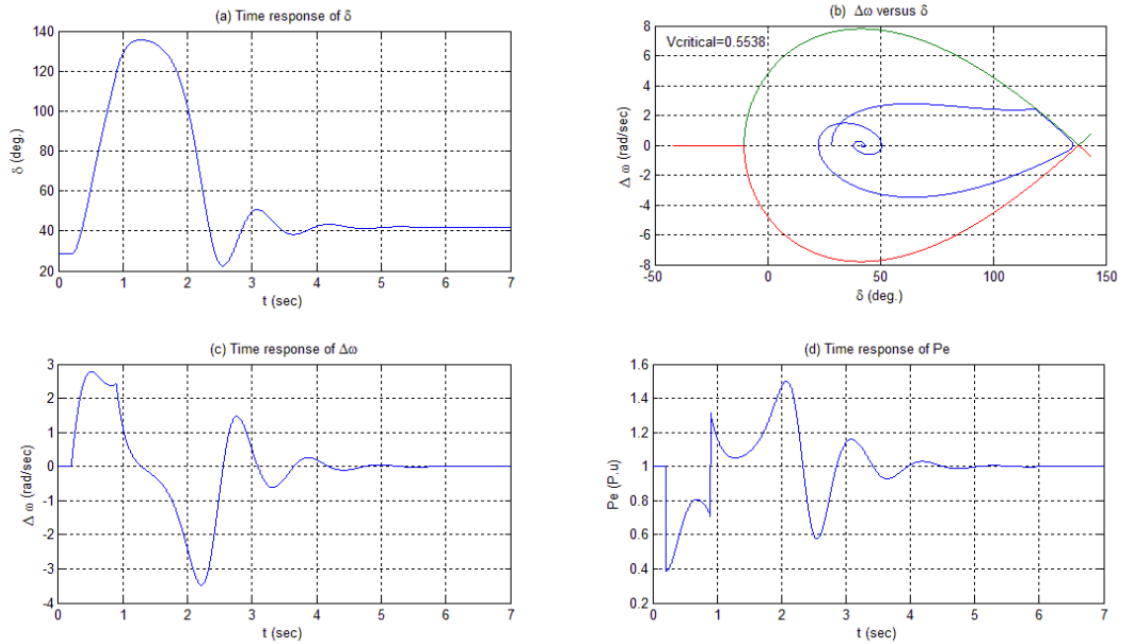 (a) Time response of δ
140
120
100
80
60
40
20
δ (deg.)
0 1 2 3 4 5 6 7
t (sec)
(b) Δω versus δ
Vcritical=0.5538
8
6
4
2
0
-2
-4
-6
-8
Δ ω (rad/sec)
-50 0 50 100 150
δ (deg.)
(c) Time response of Δω
3
2
1
0
-1
-2
-3
-4
Δ ω (rad/sec)
0 1 2 3 4 5 6 7
t (sec)
(d) Time response of Pe
1.6
1.4
1.2
1
0.8
0.6
0.4
0.2
Pe (P.u)
0 1 2 3 4 5 6 7
t (sec)